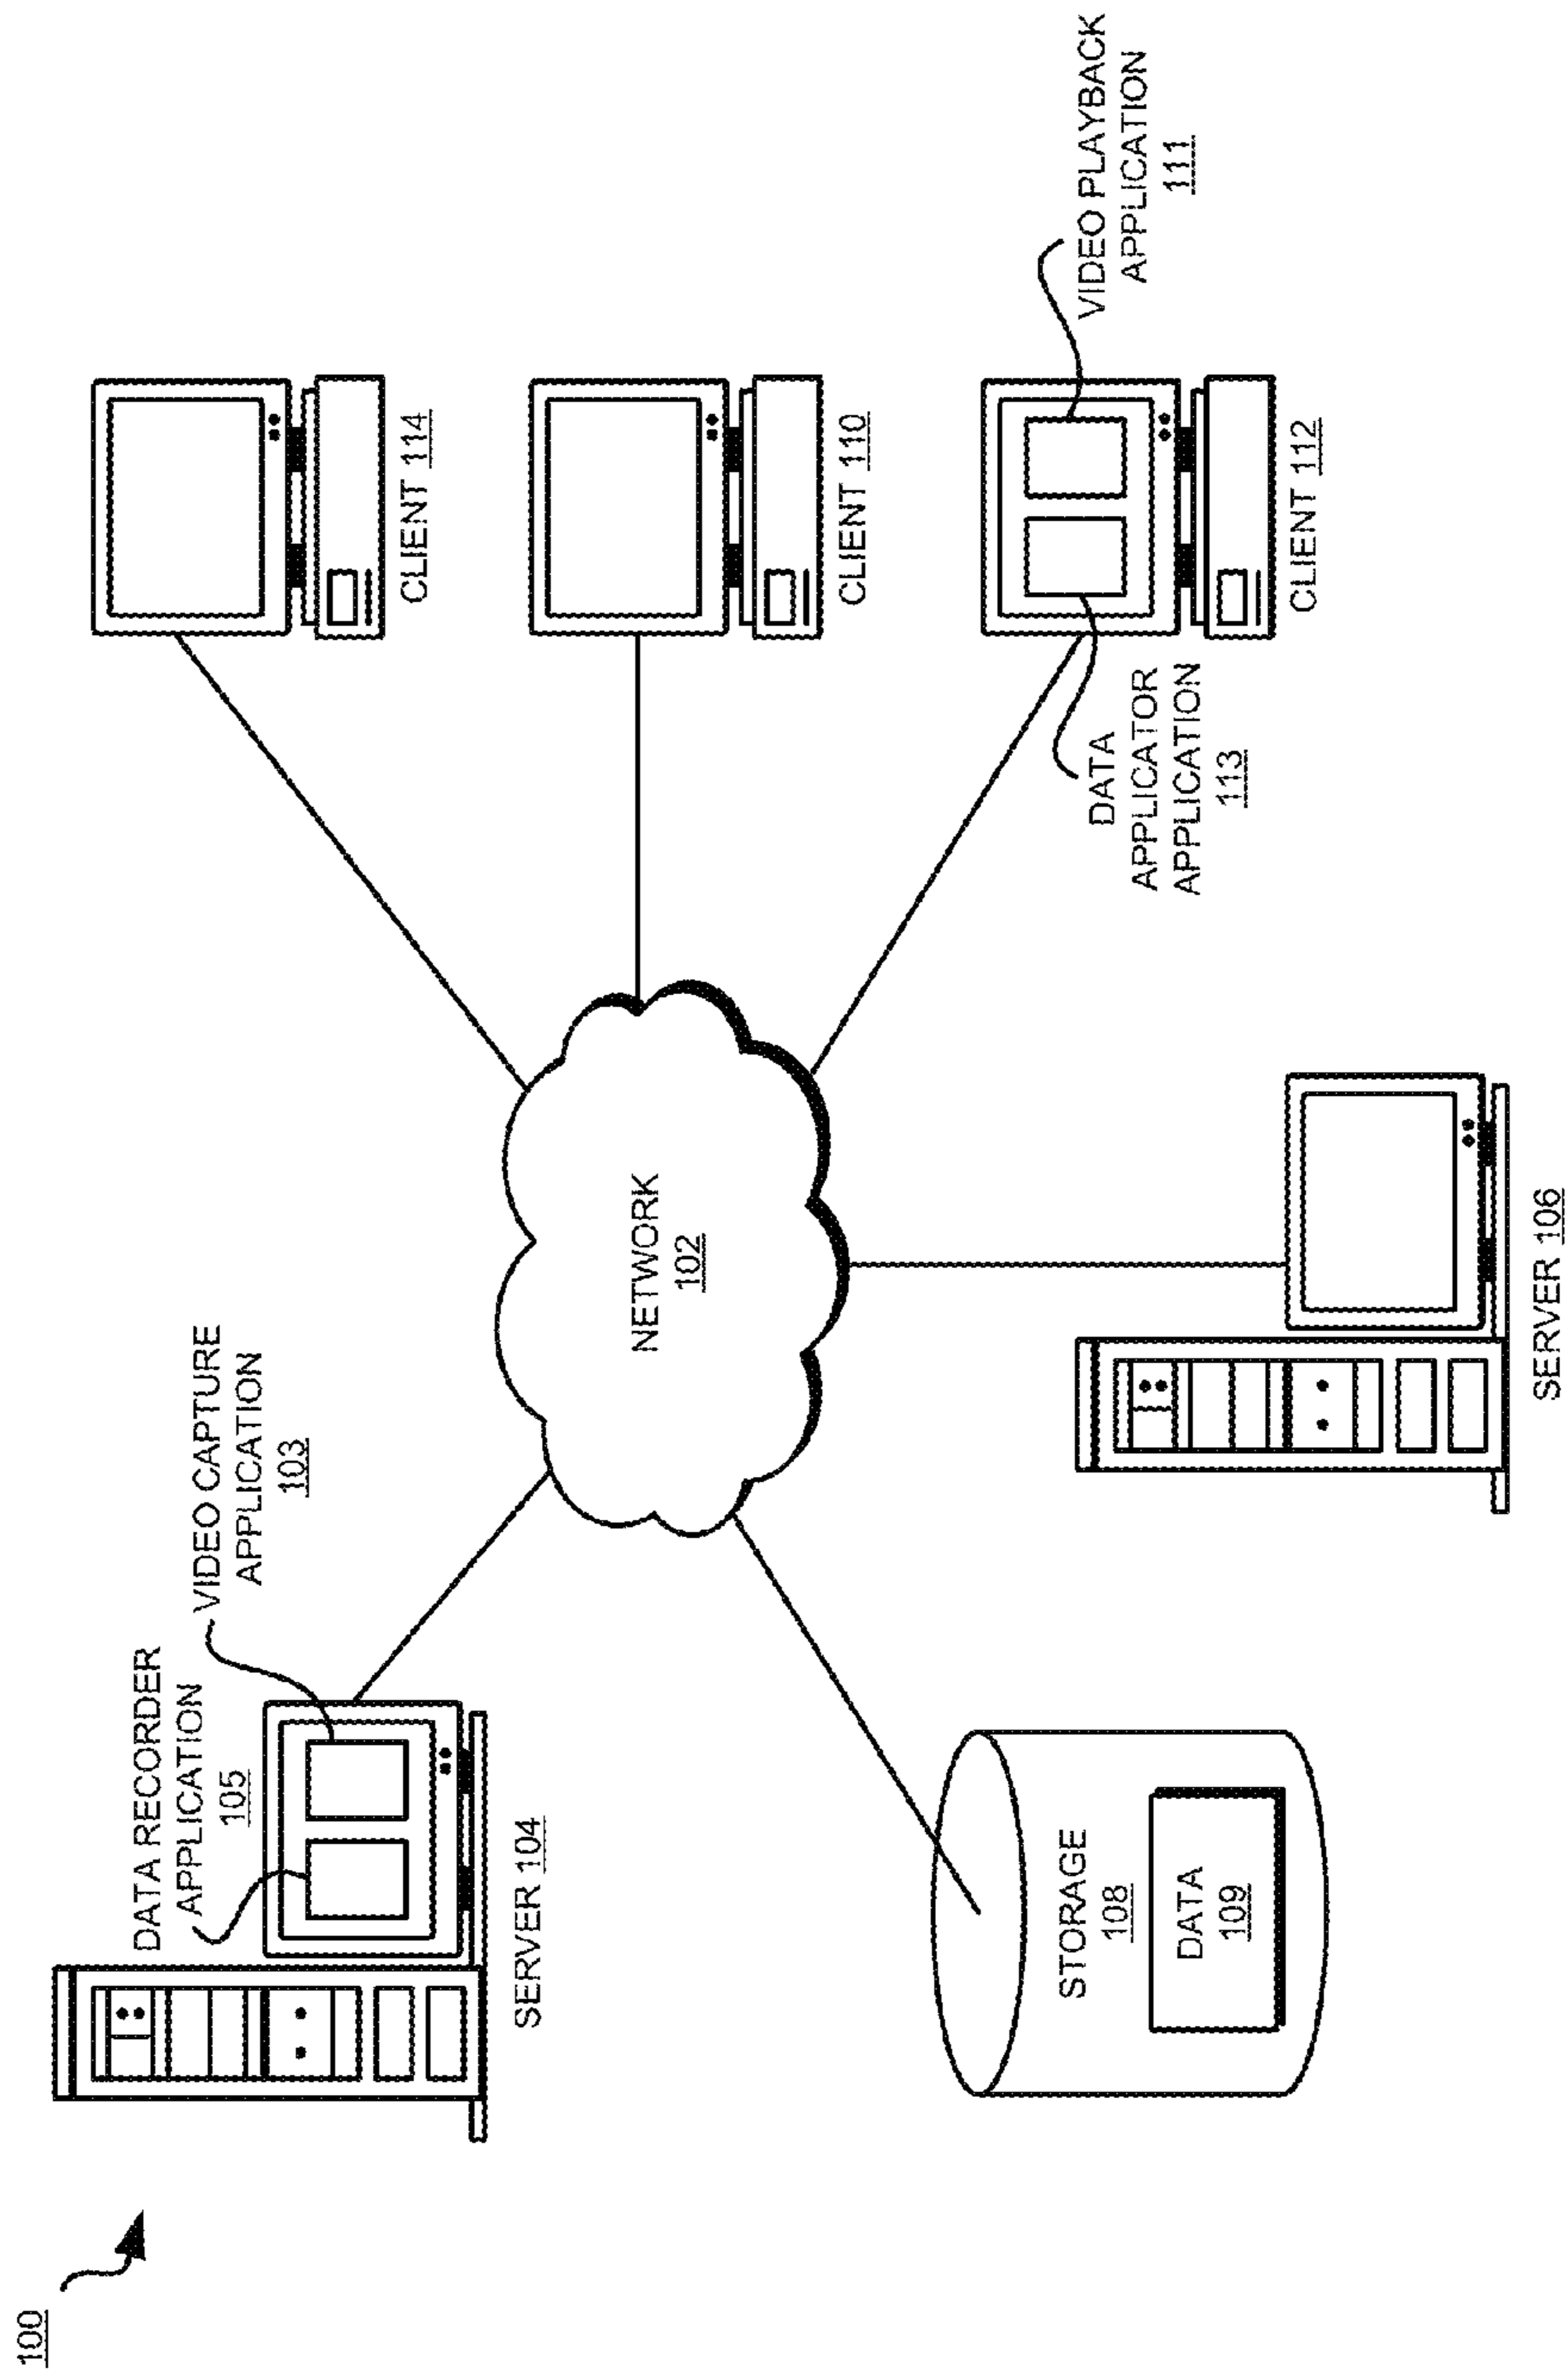 100
DATA RECORDER
APPLICATION
105
VIDEO CAPTURE
APPLICATION
103
SERVER 104
CLIENT 114
NETWORK
102
CLIENT 110
STORAGE
108
DATA
109
SERVER 106
DATA
APPLICATOR
APPLICATION
113
VIDEO PLAYBACK
APPLICATION
111
CLIENT 112